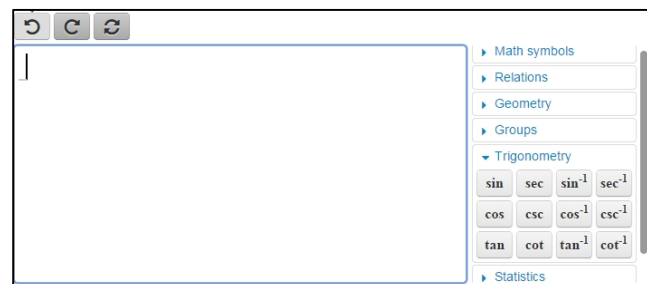 Math symbols
Relations
Geometry
Groups
Trigonometry
sin sec sin⁻¹ sec⁻¹
cos csc cos⁻¹ csc⁻¹
tan cot tan⁻¹ cot⁻¹
Statistics